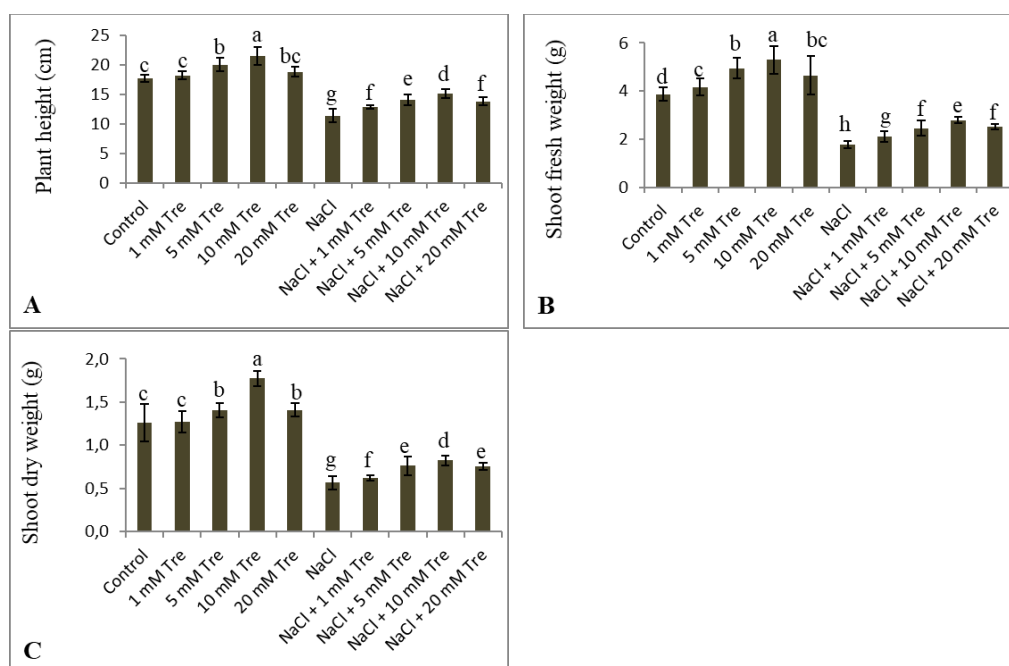 Plant height (cm)
25
20
15
10
5
0
c
c
b
a
bc
g
f
e
d
f
Control
1 mM Tre
5 mM Tre
10 mM Tre
20 mM Tre
NaCl
NaCl + 1 mM Tre
NaCl + 5 mM Tre
NaCl + 10 mM Tre
NaCl + 20 mM Tre
A
Shoot fresh weight (g)
6
4
2
0
d
c
b
a
bc
h
g
f
e
f
Control
1 mM Tre
5 mM Tre
10 mM Tre
20 mM Tre
NaCl
NaCl + 1 mM Tre
NaCl + 5 mM Tre
NaCl + 10 mM Tre
NaCl + 20 mM Tre
B
Shoot dry weight (g)
2,0
1,5
1,0
0,5
0,0
c
c
b
a
b
g
f
e
d
e
Control
1 mM Tre
5 mM Tre
10 mM Tre
20 mM Tre
NaCl
NaCl + 1 mM Tre
NaCl + 5 mM Tre
NaCl + 10 mM Tre
NaCl + 20 mM Tre
C